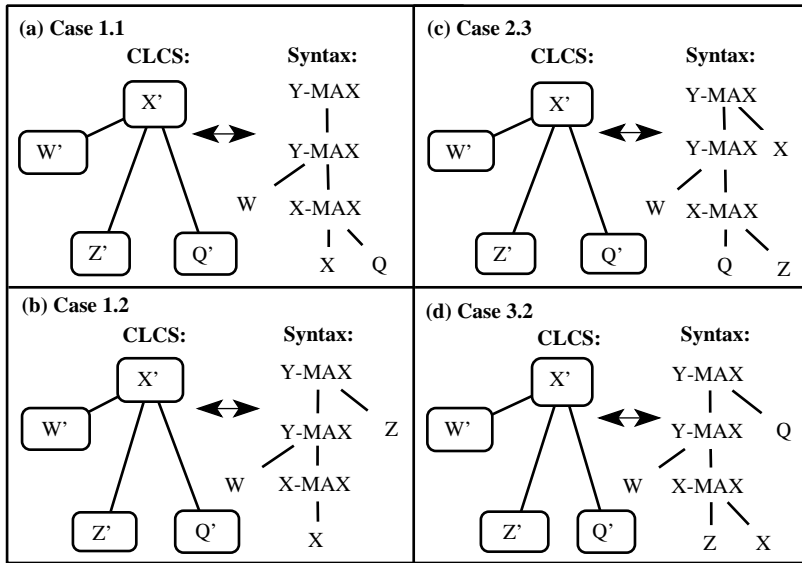 (a) Case 1.1
CLCS: Syntax:
X' Y-MAX
W' Y-MAX
W X-MAX
Z' Q' X Q
(c) Case 2.3
CLCS: Syntax:
X' Y-MAX
W' Y-MAX X
W X-MAX
Z' Q' Q Z
(b) Case 1.2
CLCS: Syntax:
X' Y-MAX
W' Y-MAX Z
W X-MAX
Z' Q' X
(d) Case 3.2
CLCS: Syntax:
X' Y-MAX
W' Y-MAX Q
W X-MAX
Z' Q' Z X